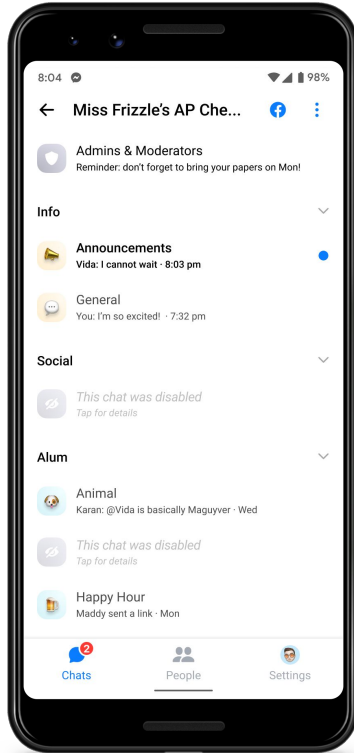 8:04 98%
Miss Frizzle's AP Che...
Admins & Moderators
Reminder: don't forget to bring your papers on Mon!
Info
Announcements
Vida: I cannot wait · 8:03 pm
General
You: I'm so excited! · 7:32 pm
Social
This chat was disabled
Tap for details
Alum
Animal
Karan: @Vida is basically Maguyver · Wed
This chat was disabled
Tap for details
Happy Hour
Maddy sent a link · Mon
2
Chats People Settings